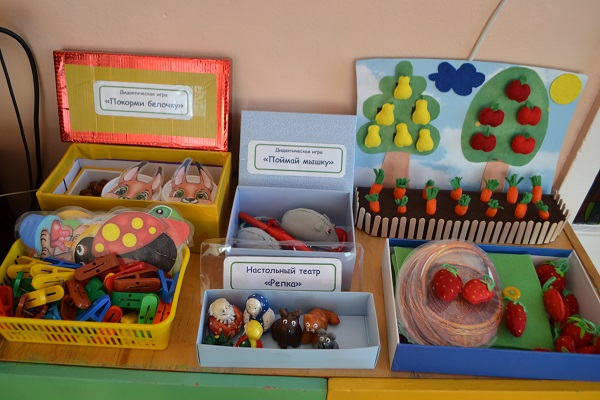 Дидактическая игра
«Покорми белочку»
Дидактическая игра
«Поймай мышку»
Настольный театр
«Репка»